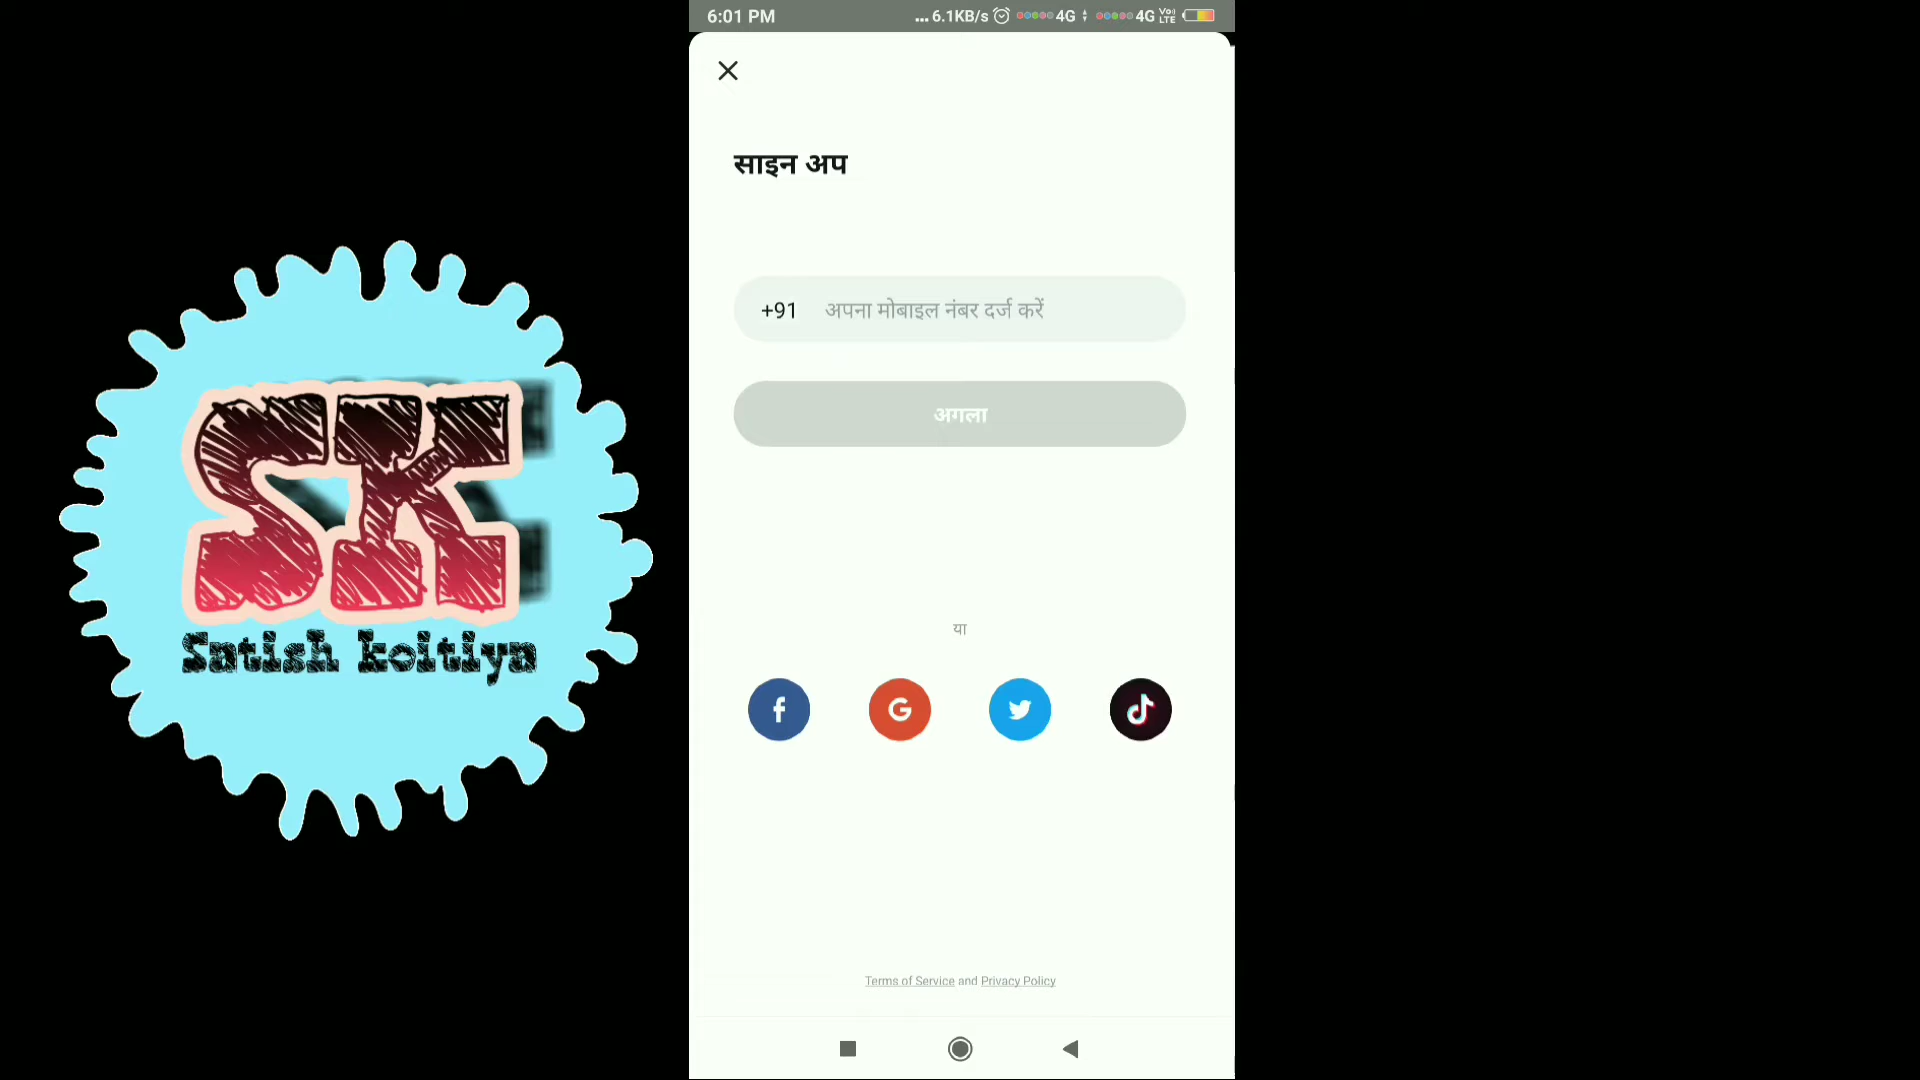 6:01 PM ... 6.1KB/s 4G 4G VoLTE
साइन अप
+91 अपना मोबाइल नंबर दर्ज करें
अगला
SK
Satish koitiya
या
Terms of Service and Privacy Policy